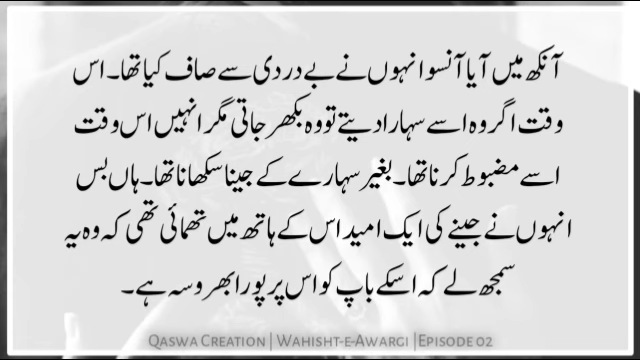 آنکھ میں آیا آنسو انہوں نے بے دردی سے صاف کیا تھا۔ اس
وقت اگر وہ اسے سہارا دیتے تو وہ بکھر جاتی مگر انہیں اس وقت
اسے مضبوط کرنا تھا۔ بغیر سہارے کے جینا سکھانا تھا۔ ہاں بس
انہوں نے جینے کی ایک امید اس کے ہاتھ میں تھمائی تھی کہ وہ یہ
سمجھ لے کہ اسکے باپ کو اس پر پورا بھروسہ ہے۔
Qaswa Creation | Wahisht-e-Awargi |Episode 02